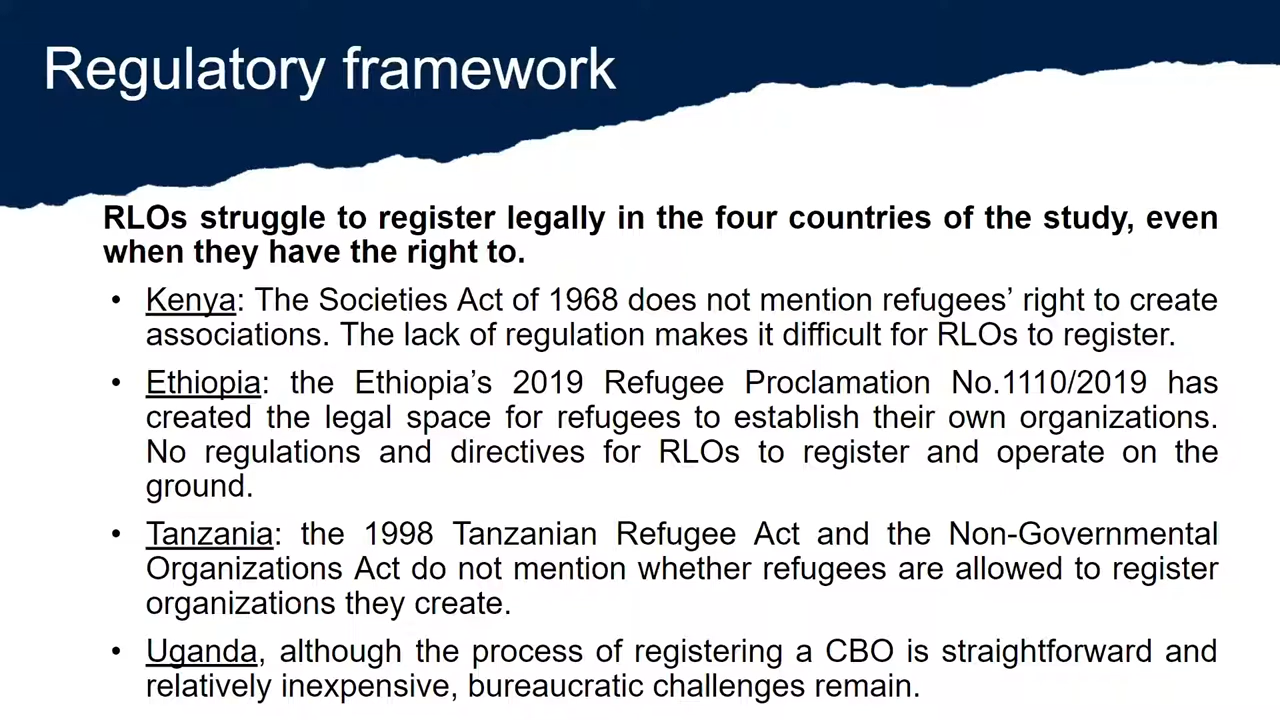 Regulatory framework
RLOs struggle to register legally in the four countries of the study, even
when they have the right to.
• Kenya: The Societies Act of 1968 does not mention refugees’ right to create
associations. The lack of regulation makes it difficult for RLOs to register.
• Ethiopia: the Ethiopia’s 2019 Refugee Proclamation No.1110/2019 has
created the legal space for refugees to establish their own organizations.
No regulations and directives for RLOs to register and operate on the
ground.
• Tanzania: the 1998 Tanzanian Refugee Act and the Non-Governmental
Organizations Act do not mention whether refugees are allowed to register
organizations they create.
• Uganda, although the process of registering a CBO is straightforward and
relatively inexpensive, bureaucratic challenges remain.